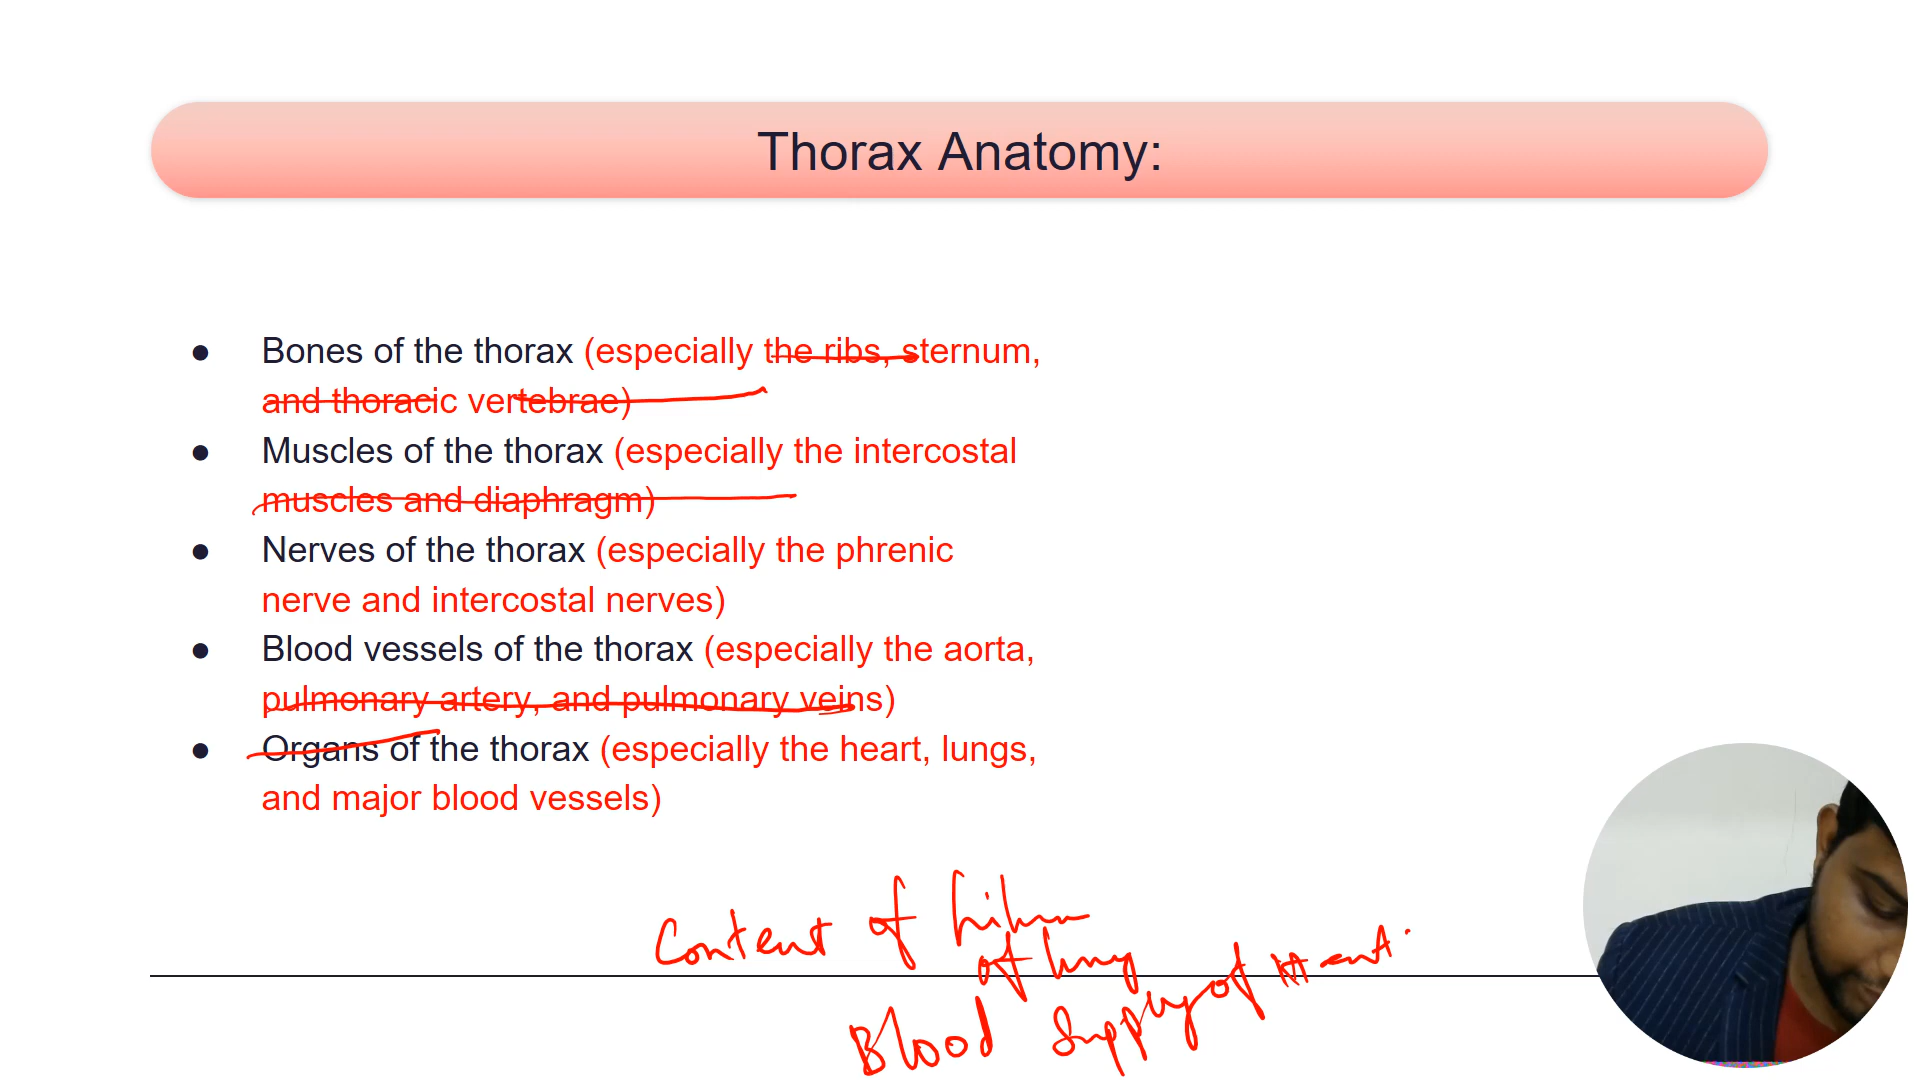 Thorax Anatomy:
● Bones of the thorax (especially the ribs, sternum,
and thoracic vertebrae)
● Muscles of the thorax (especially the intercostal
muscles and diaphragm)
● Nerves of the thorax (especially the phrenic
nerve and intercostal nerves)
● Blood vessels of the thorax (especially the aorta,
pulmonary artery, and pulmonary veins)
● Organs of the thorax (especially the heart, lungs,
and major blood vessels)
Content of hilum
of lung
Blood Supply of Heart.